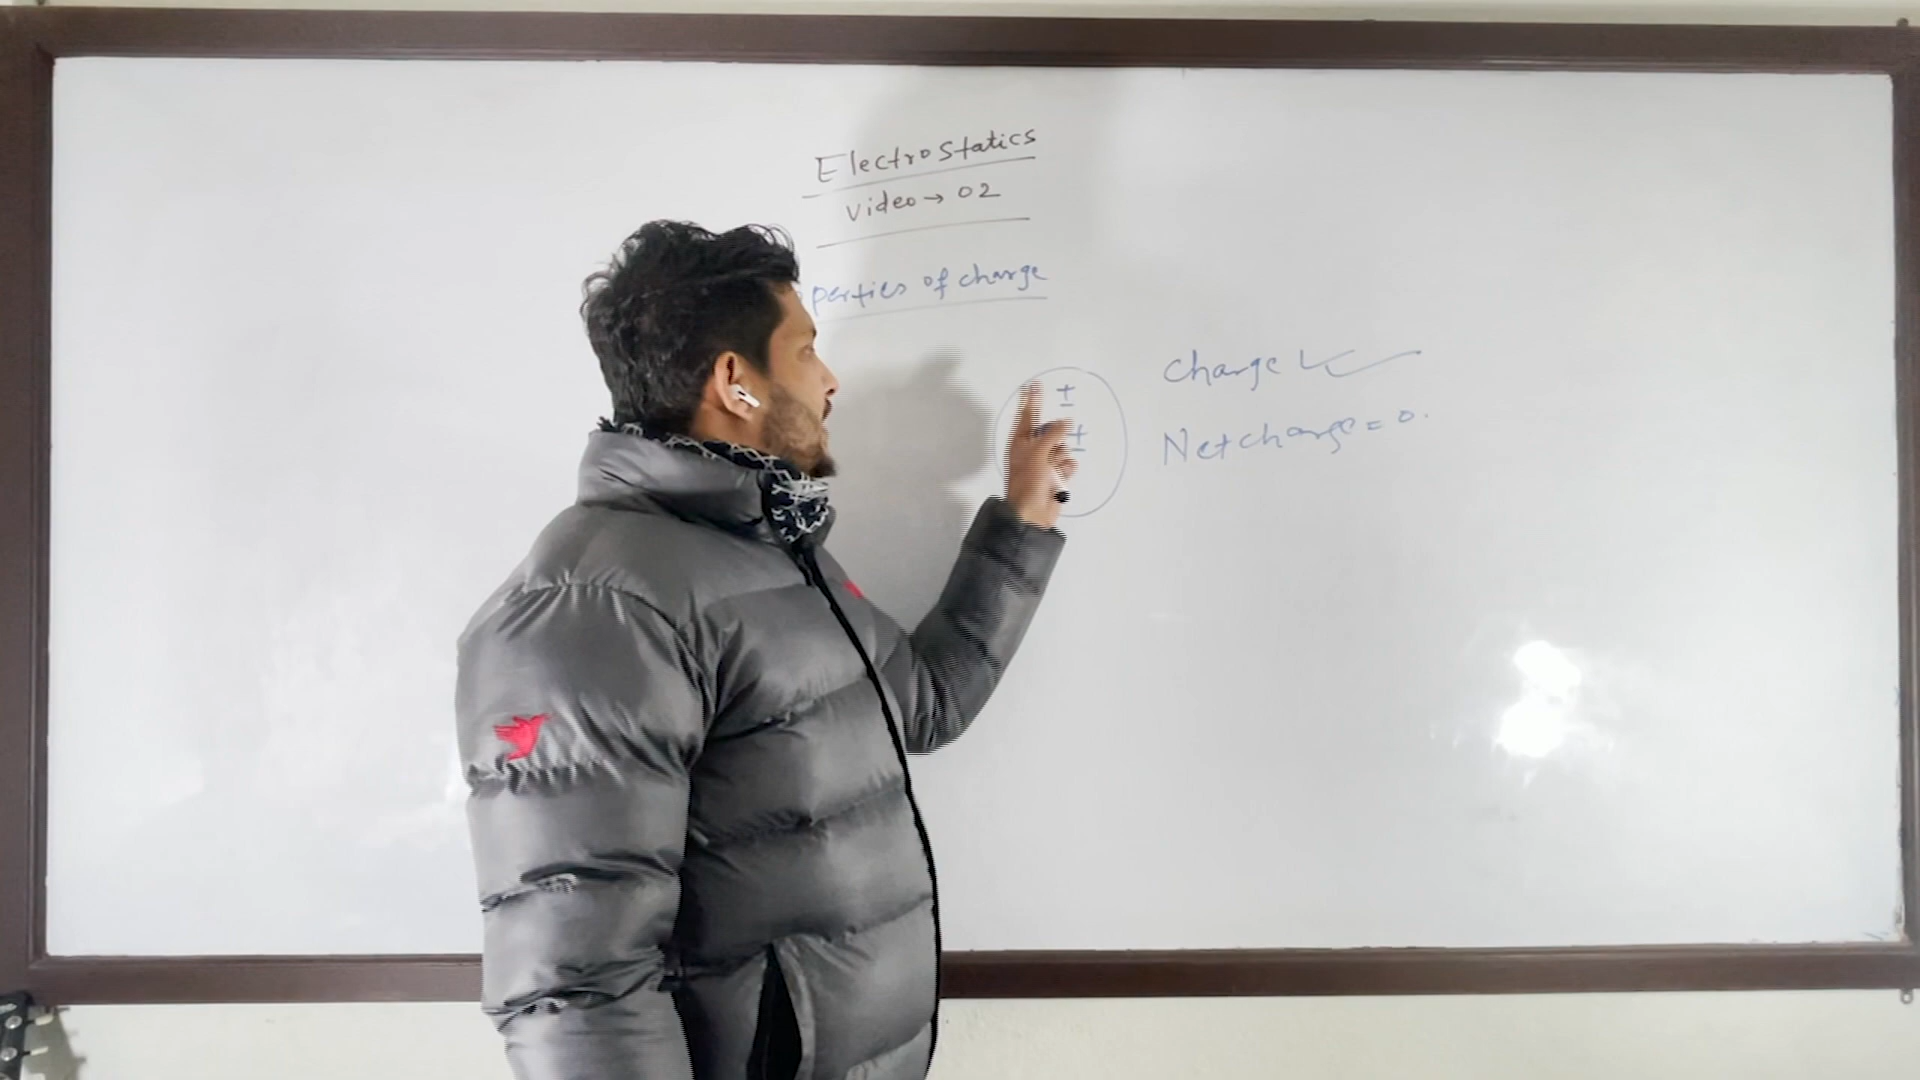 Electrostatics
video → 02
perties of charge
±
±
charge ✓
Net charge = 0.